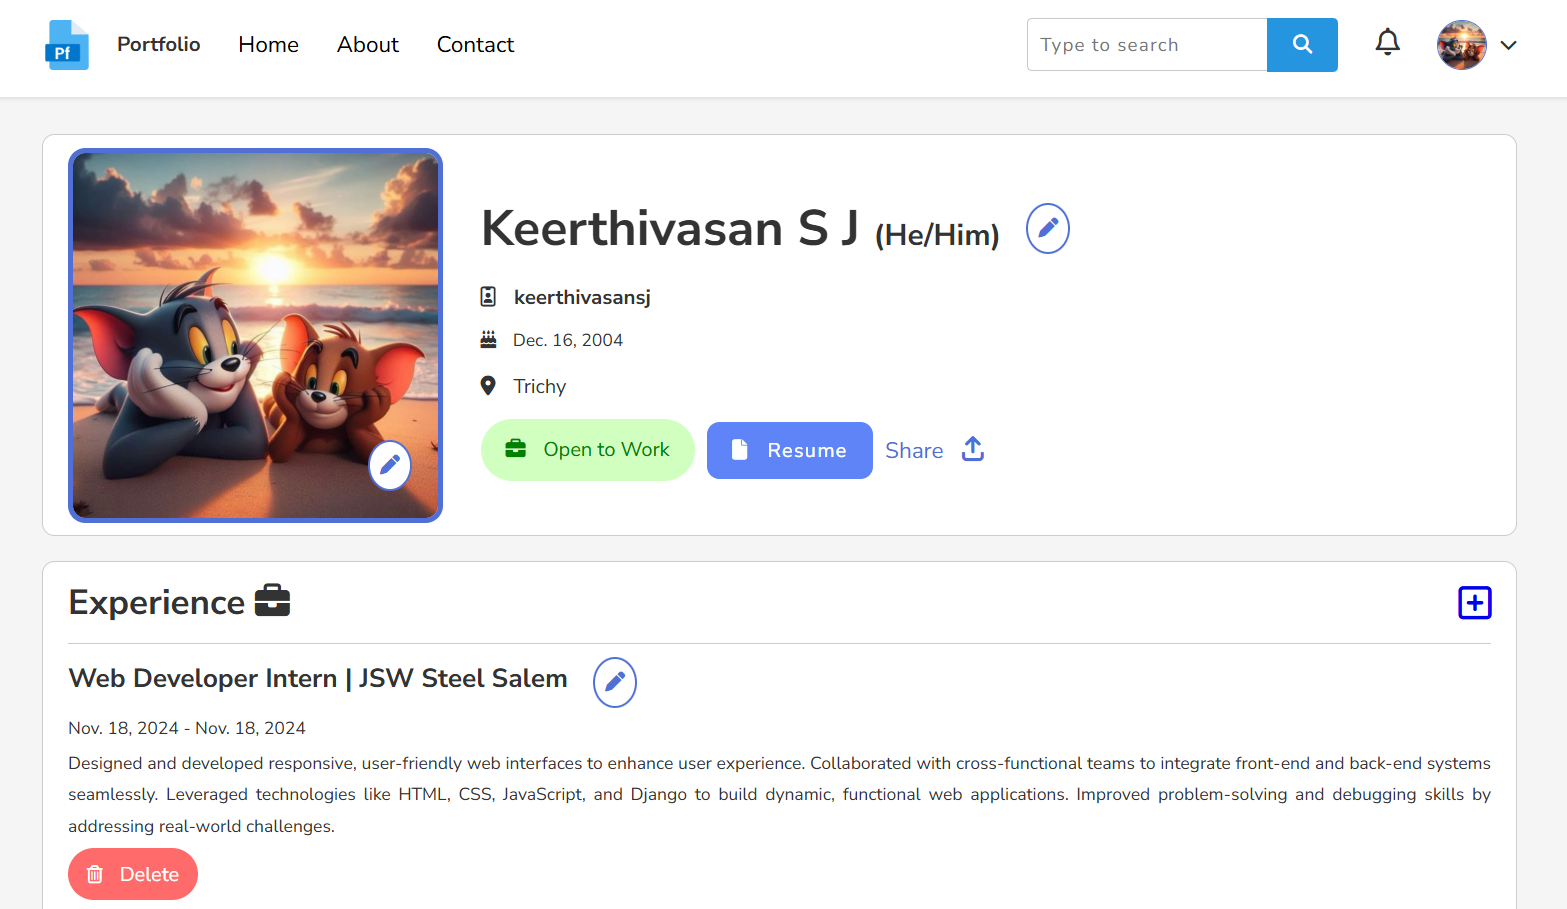 Pf
Portfolio Home About Contact Type to search
Keerthivasan S J (He/Him)
keerthivasansj
Dec. 16, 2004
Trichy
Open to Work Resume Share
Experience
Web Developer Intern | JSW Steel Salem
Nov. 18, 2024 - Nov. 18, 2024
Designed and developed responsive, user-friendly web interfaces to enhance user experience. Collaborated with cross-functional teams to integrate front-end and back-end systems
seamlessly. Leveraged technologies like HTML, CSS, JavaScript, and Django to build dynamic, functional web applications. Improved problem-solving and debugging skills by
addressing real-world challenges.
Delete